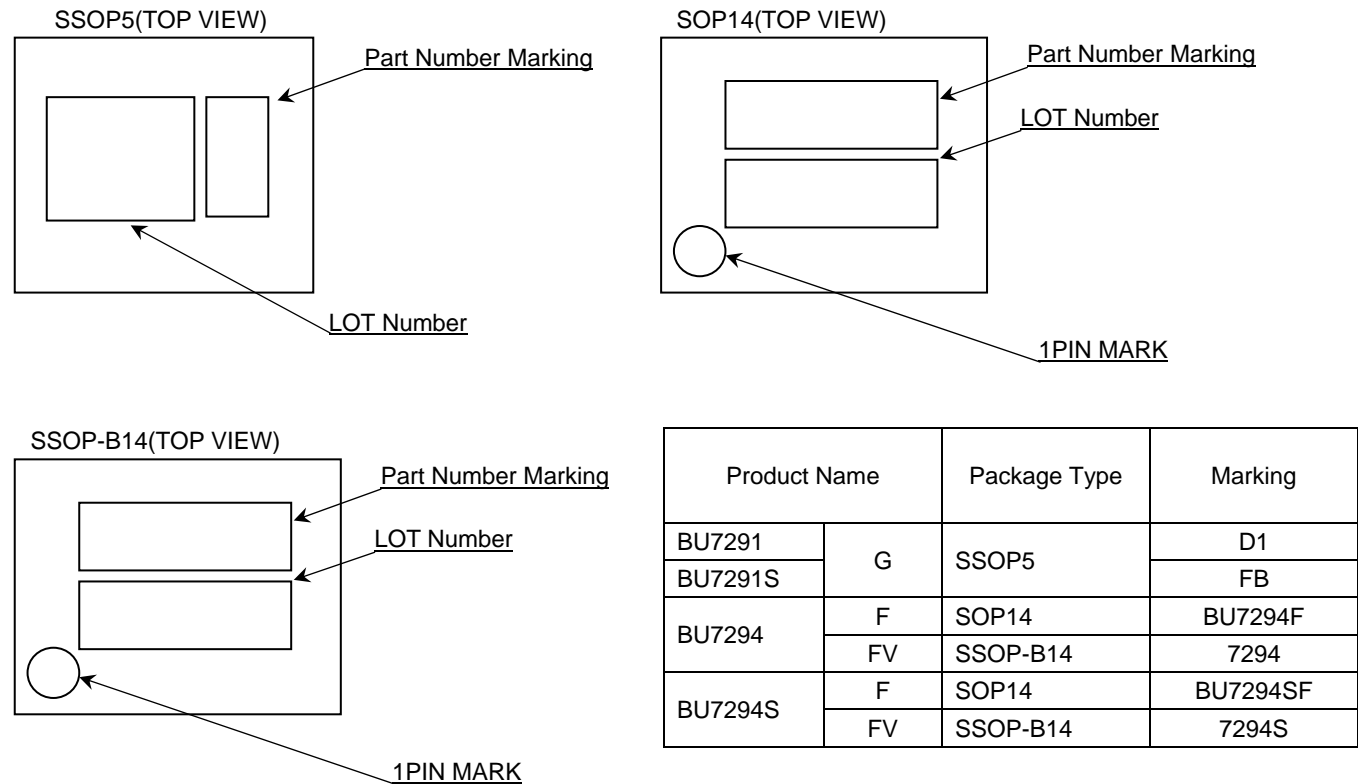 SSOP5(TOP VIEW)
Part Number Marking
LOT Number
SOP14(TOP VIEW)
Part Number Marking
LOT Number
1PIN MARK
SSOP-B14(TOP VIEW)
Part Number Marking
LOT Number
1PIN MARK
Product Name Package Type Marking
BU7291 G SSOP5 D1
BU7291S FB
BU7294 F SOP14 BU7294F
FV SSOP-B14 7294
BU7294S F SOP14 BU7294SF
FV SSOP-B14 7294S